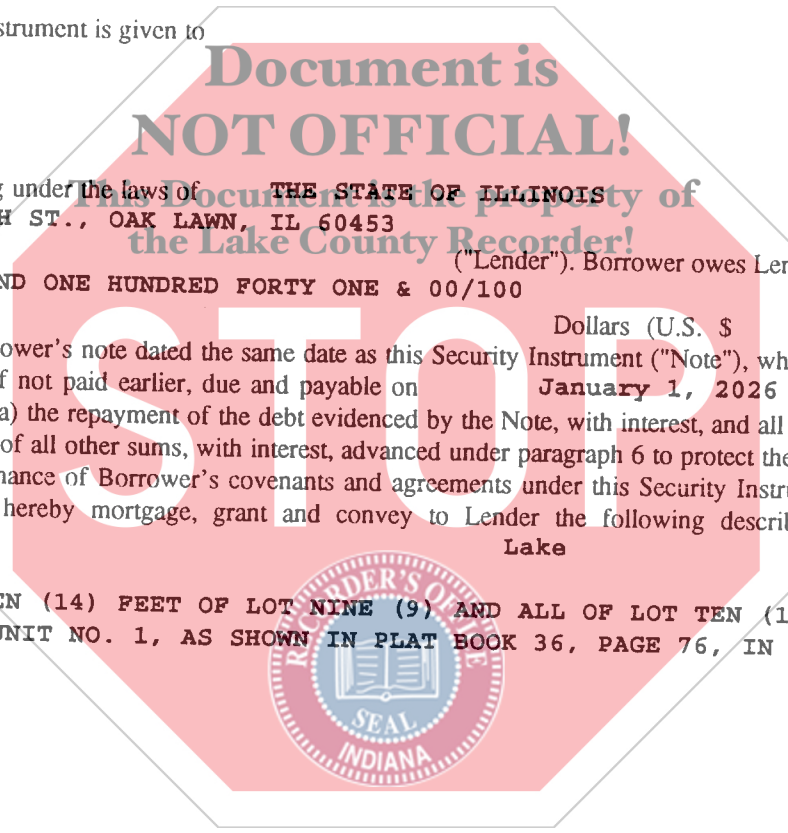 strument is given to
Document is
NOT OFFICIAL!
This Document is the property of
the Lake County Recorder!
g under the laws of THE STATE OF ILLINOIS
H ST., OAK LAWN, IL 60453
("Lender"). Borrower owes Len
ND ONE HUNDRED FORTY ONE & 00/100
Dollars (U.S. $
ower's note dated the same date as this Security Instrument ("Note"), wh
f not paid earlier, due and payable on January 1, 2026
a) the repayment of the debt evidenced by the Note, with interest, and all
of all other sums, with interest, advanced under paragraph 6 to protect the
nance of Borrower's covenants and agreements under this Security Instr
hereby mortgage, grant and convey to Lender the following describ
Lake
STOP
EN (14) FEET OF LOT NINE (9) AND ALL OF LOT TEN (1
UNIT NO. 1, AS SHOWN IN PLAT BOOK 36, PAGE 76, IN
RECORDER'S OFFICE
SEAL
INDIANA